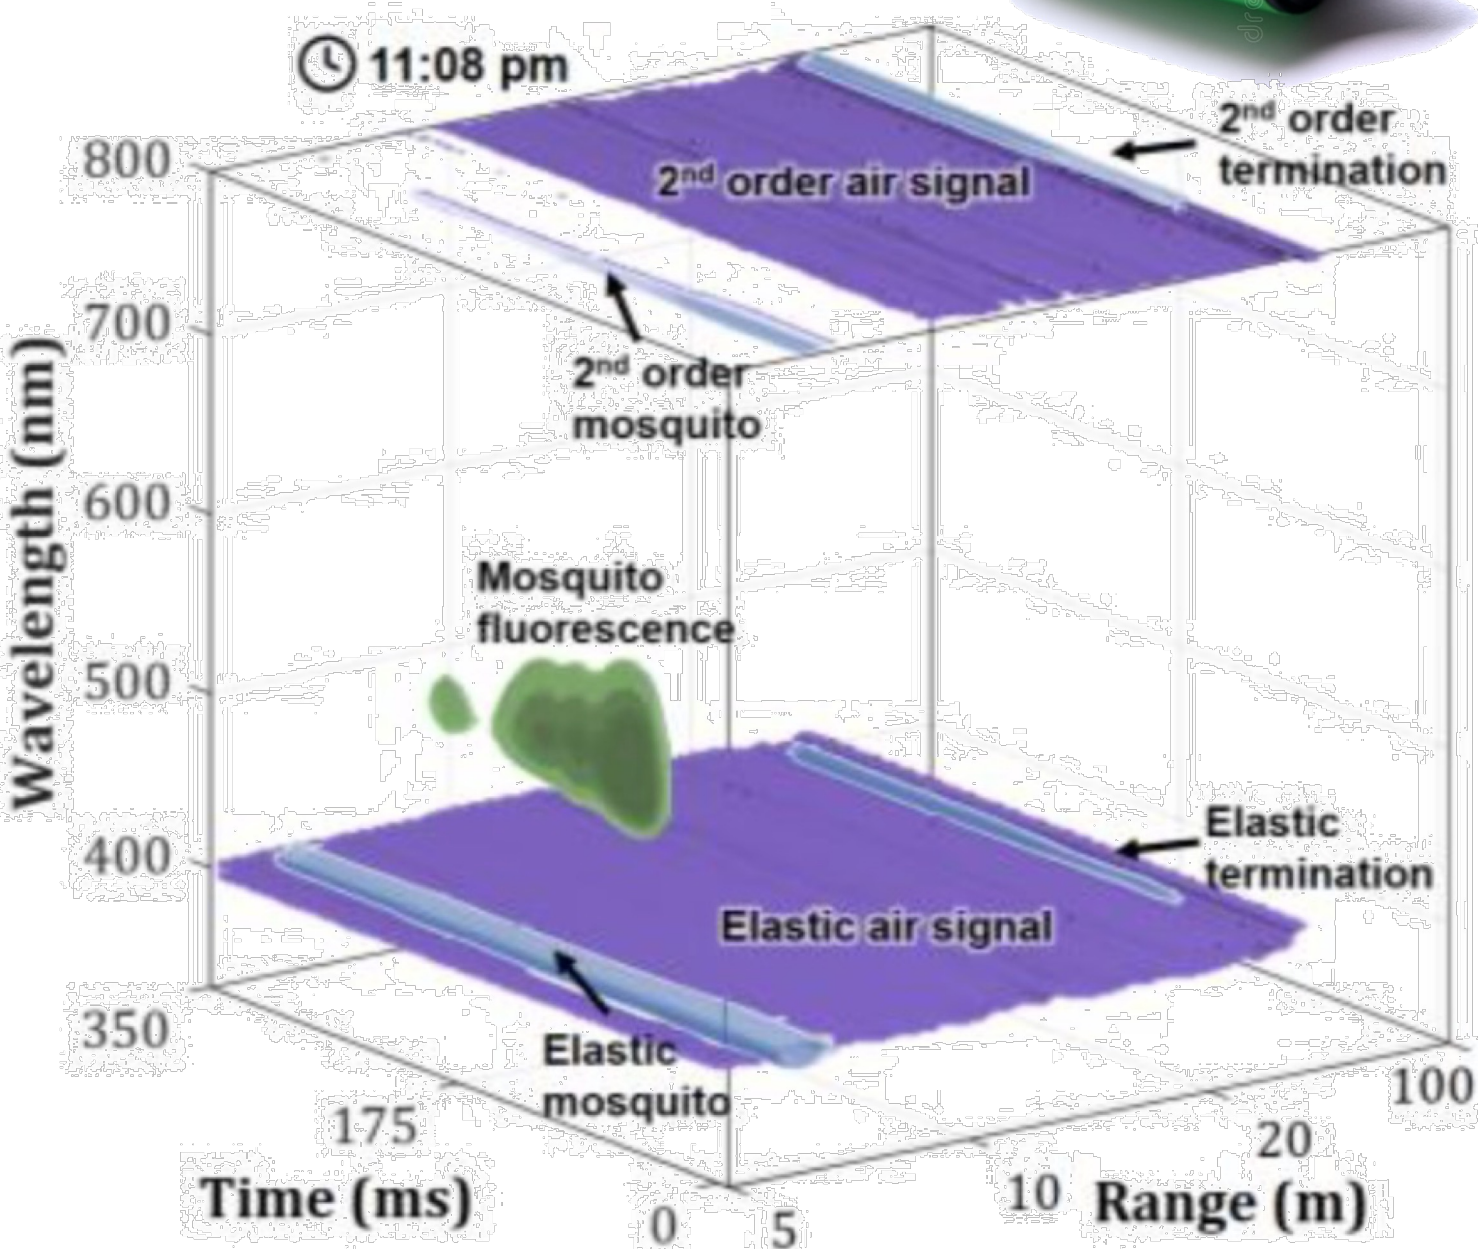 11:08 pm
2nd order
termination
800
2nd order air signal
700
2nd order
mosquito
Wavelength (nm)
600
Mosquito
fluorescence
500
400
Elastic
termination
Elastic air signal
350
Elastic
mosquito
100
175
20
Time (ms)
10
Range (m)
0
5